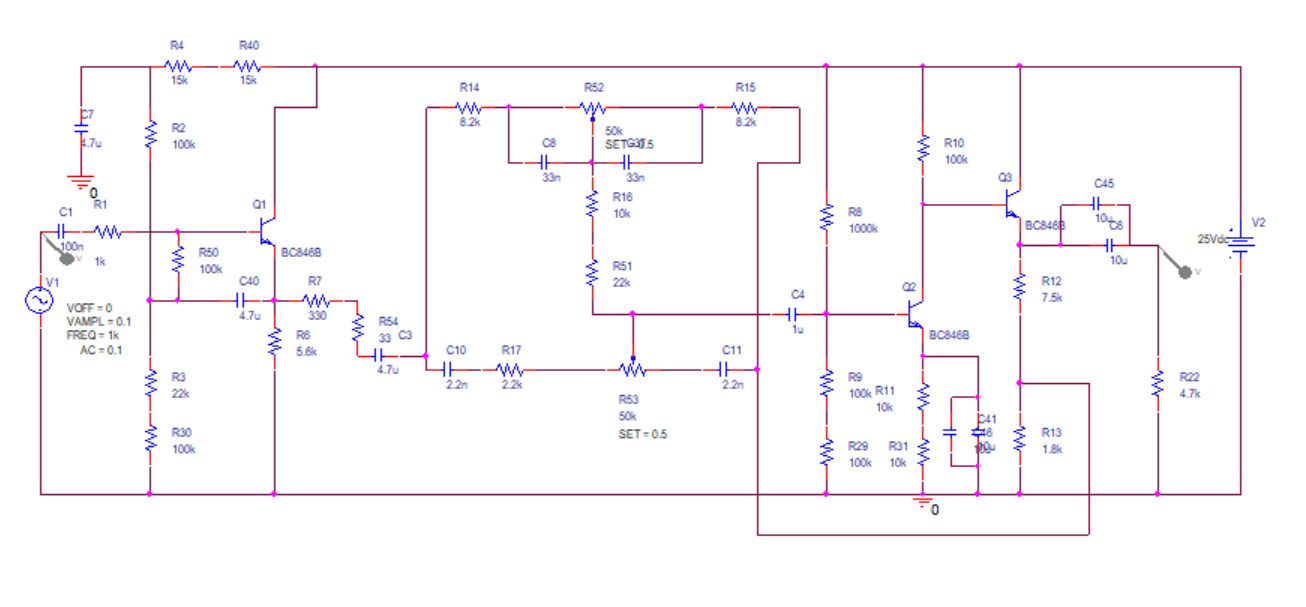 R4
R40
15k
15k
C7
4.7u
R2
100k
0
R14
8.2k
R52
50k
SET = 0.5
R15
8.2k
C8
33n
33n
R10
100k
C1
100n
R1
1k
Q1
BC846B
R50
100k
R16
10k
R8
1000k
Q3
BC846B
C45
10u
C6
10u
V2
25Vdc
V
V
V1
VOFF = 0
VAMPL = 0.1
FREQ = 1k
AC = 0.1
C40
4.7u
R7
330
R54
33
C3
4.7u
R6
5.6k
R51
22k
C4
1u
Q2
BC846B
R12
7.5k
R3
22k
R30
100k
C10
2.2n
R17
2.2k
R53
50k
SET = 0.5
C11
2.2n
R9
100k
R11
10k
R29
100k
R31
10k
C41
R13
1.8k
R22
4.7k
0